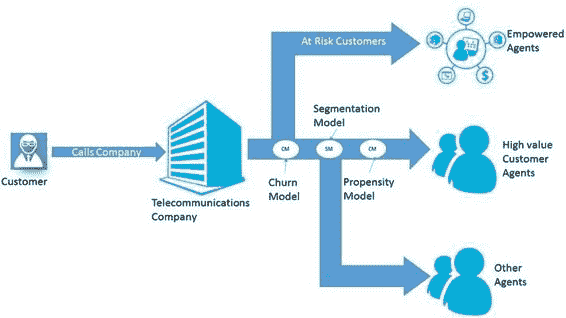 At Risk Customers
Empowered
Agents
Segmentation
Model
Calls Company
CM
SM
CM
High value
Customer
Agents
Customer
Churn
Model
Propensity
Model
Telecommunications
Company
Other
Agents
$